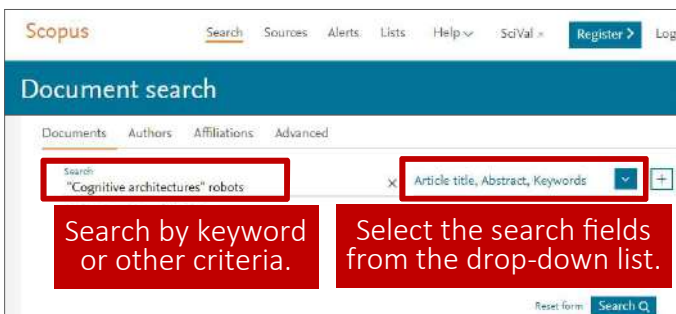 Scopus
Search Sources Alerts Lists Help SciVal Register > Log
Document search
Documents Authors Affiliations Advanced
Search
"Cognitive architectures" robots
Article title, Abstract, Keywords
Search by keyword
or other criteria.
Select the search fields
from the drop-down list.
Reset form Search